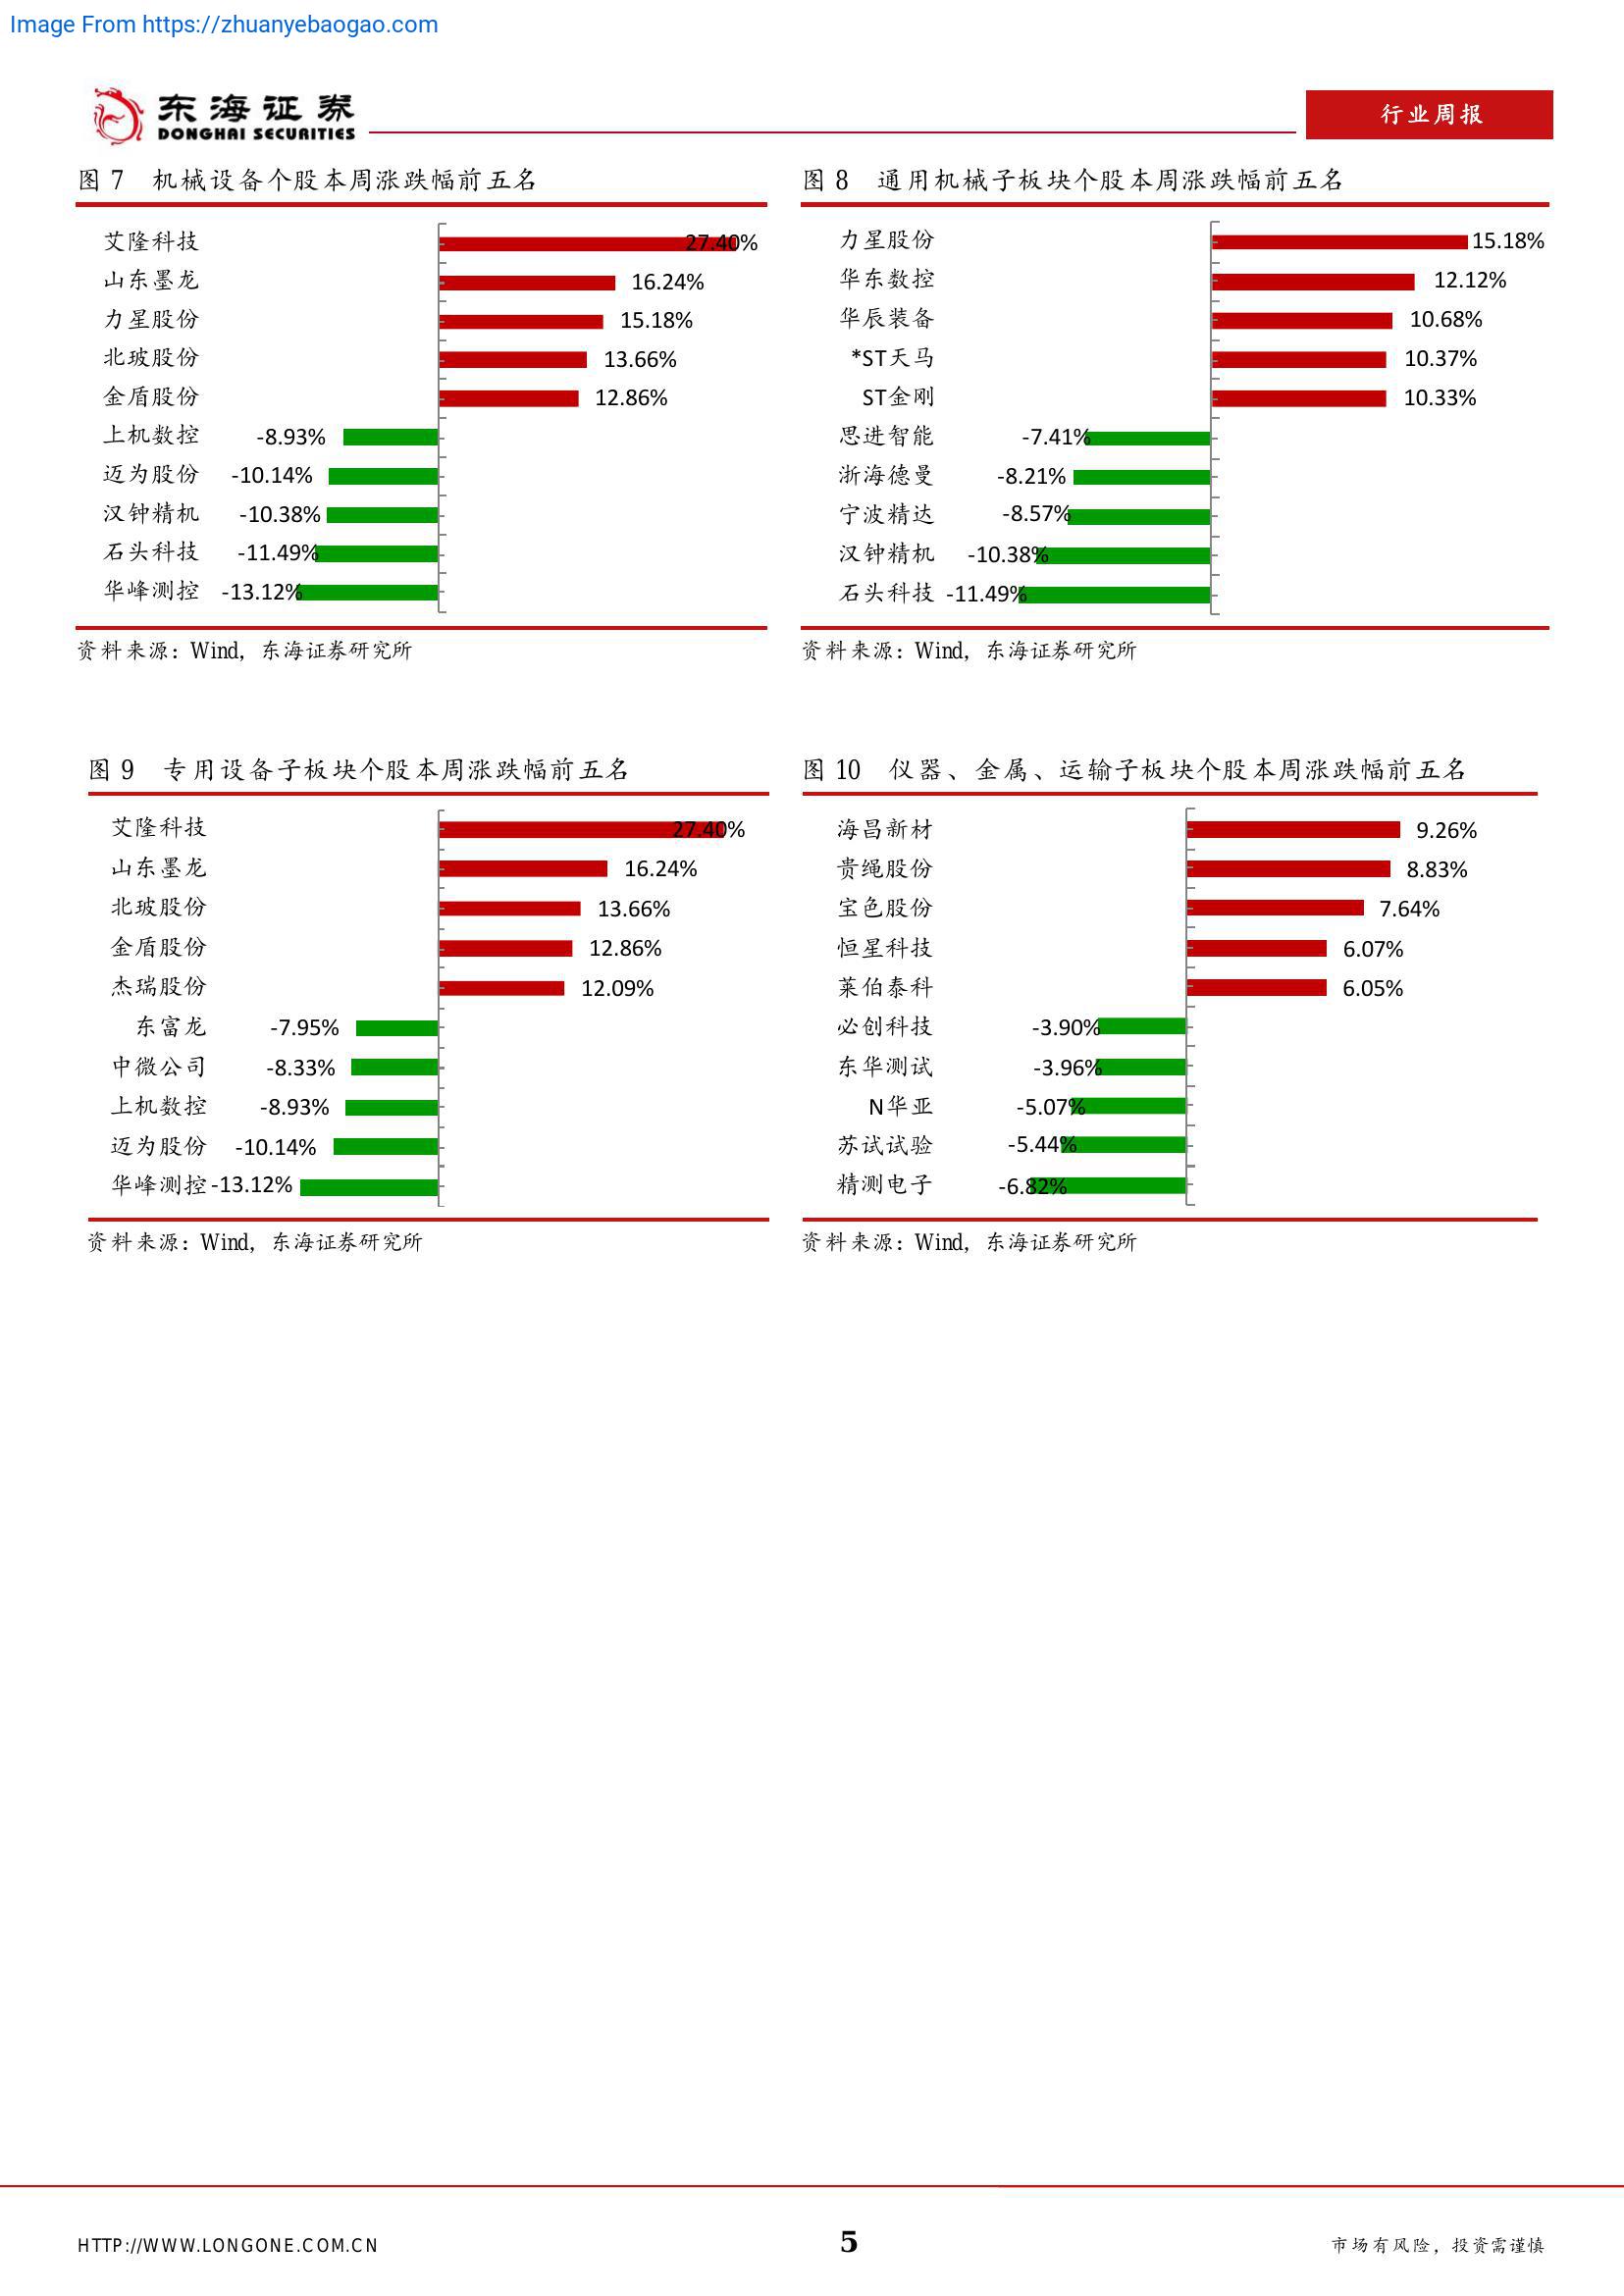 Image From https://zhuanyebaogao.com
东海证券
DONGHAI SECURITIES
行业周报
图 7 机械设备个股本周涨跌幅前五名
艾隆科技 27.40%
山东墨龙 16.24%
力星股份 15.18%
北玻股份 13.66%
金盾股份 12.86%
上机数控 -8.93%
迈为股份 -10.14%
汉钟精机 -10.38%
石头科技 -11.49%
华峰测控 -13.12%
资料来源：Wind，东海证券研究所
图 8 通用机械子板块个股本周涨跌幅前五名
力星股份 15.18%
华东数控 12.12%
华辰装备 10.68%
*ST天马 10.37%
ST金刚 10.33%
思进智能 -7.41%
浙海德曼 -8.21%
宁波精达 -8.57%
汉钟精机 -10.38%
石头科技 -11.49%
资料来源：Wind，东海证券研究所
图 9 专用设备子板块个股本周涨跌幅前五名
艾隆科技 27.40%
山东墨龙 16.24%
北玻股份 13.66%
金盾股份 12.86%
杰瑞股份 12.09%
东富龙 -7.95%
中微公司 -8.33%
上机数控 -8.93%
迈为股份 -10.14%
华峰测控 -13.12%
资料来源：Wind，东海证券研究所
图 10 仪器、金属、运输子板块个股本周涨跌幅前五名
海昌新材 9.26%
贵绳股份 8.83%
宝色股份 7.64%
恒星科技 6.07%
莱伯泰科 6.05%
必创科技 -3.90%
东华测试 -3.96%
N华亚 -5.07%
苏试试验 -5.44%
精测电子 -6.82%
资料来源：Wind，东海证券研究所
HTTP://WWW.LONGONE.COM.CN
5
市场有风险，投资需谨慎